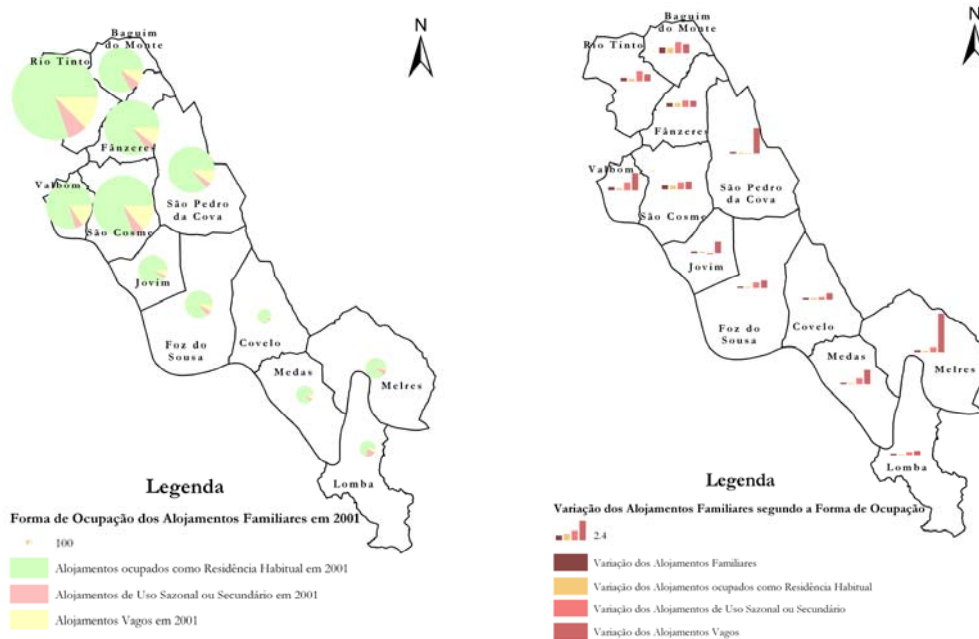 N
Baguim
do Monte
Rio Tinto
Fânzeres
Valbom
São Pedro
da Cova
São Cosme
Jovim
Foz do
Sousa
Covelo
Medas
Melres
Lomba
Legenda
Forma de Ocupação dos Alojamentos Familiares em 2001
100
Alojamentos ocupados como Residência Habitual em 2001
Alojamentos de Uso Sazonal ou Secundário em 2001
Alojamentos Vagos em 2001
N
Baguim
do Monte
Rio Tinto
Fânzeres
Valbom
São Pedro
da Cova
São Cosme
Jovim
Foz do
Sousa
Covelo
Medas
Melres
Lomba
Legenda
Variação dos Alojamentos Familiares segundo a Forma de Ocupação
2.4
Variação dos Alojamentos Familiares
Variação dos Alojamentos ocupados como Residência Habitual
Variação dos Alojamentos de Uso Sazonal ou Secundário
Variação dos Alojamentos Vagos